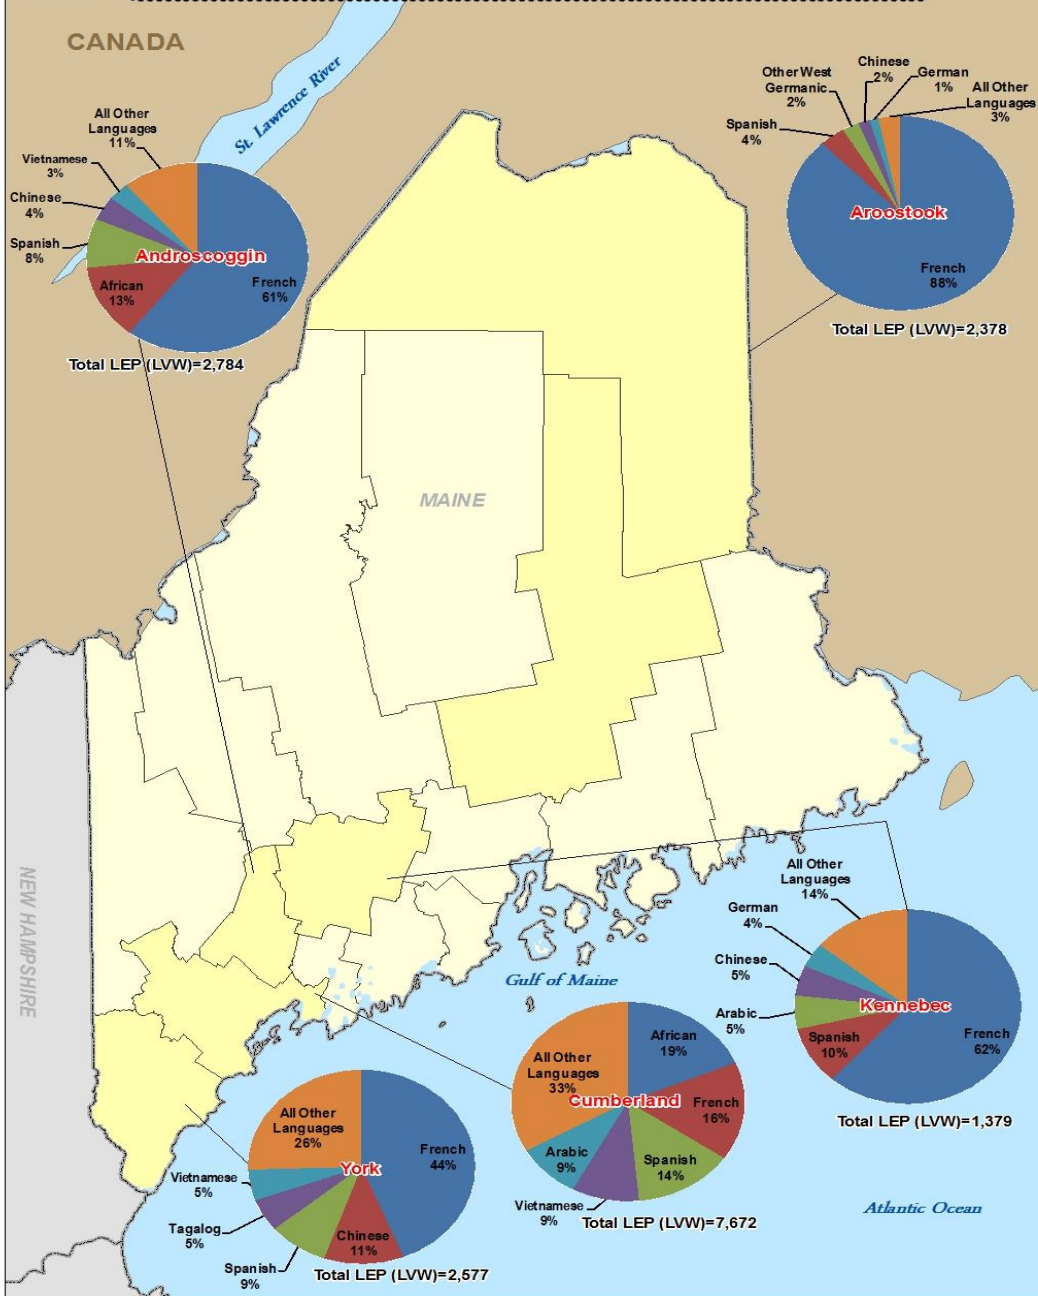 CANADA
St. Lawrence River
All Other
Languages
11%
Vietnamese
3%
Chinese
4%
Spanish
8%
African
13%
Androscoggin
French
61%
Total LEP (LVW)=2,784
Other West
Germanic
2%
Chinese
2%
German
1%
All Other
Languages
3%
Spanish
4%
Aroostook
French
88%
Total LEP (LVW)=2,378
MAINE
NEW HAMPSHIRE
Gulf of Maine
All Other
Languages
14%
German
4%
Chinese
5%
Arabic
5%
Spanish
10%
Kennebec
French
62%
Total LEP (LVW)=1,379
All Other
Languages
33%
African
19%
Cumberland
French
16%
Arabic
9%
Spanish
14%
Vietnamese
9%
Total LEP (LVW)=7,672
All Other
Languages
26%
French
44%
York
Vietnamese
5%
Tagalog
5%
Spanish
9%
Chinese
11%
Total LEP (LVW)=2,577
Atlantic Ocean